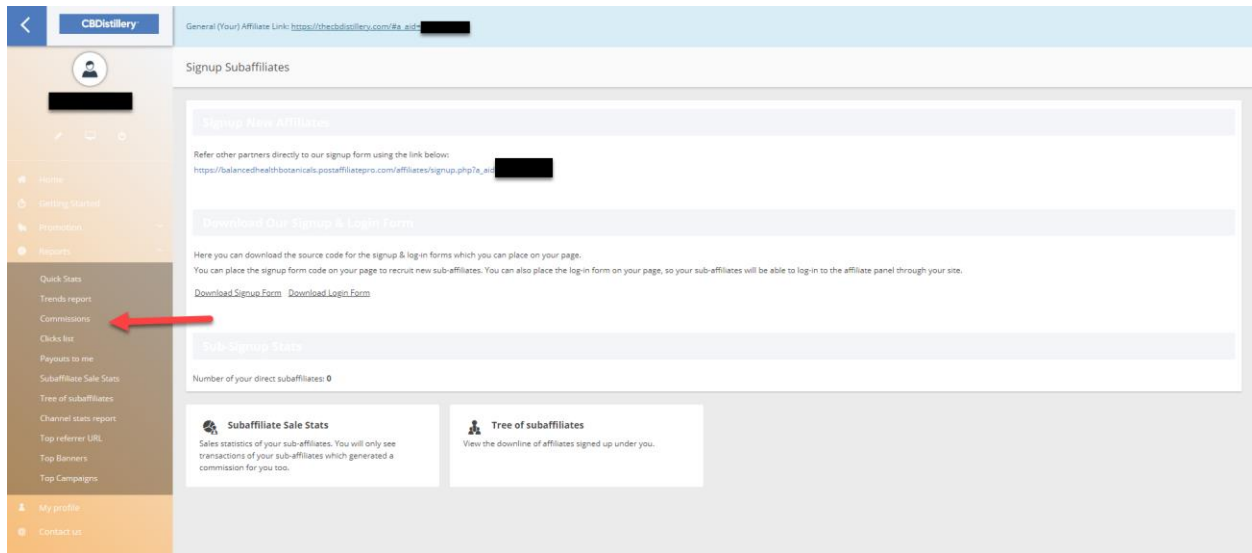 CBDistillery
General (Your) Affiliate Link: https://thecbdistillery.com/#a_aid=
Signup Subaffiliates
Signup New Affiliates
Refer other partners directly to our signup form using the link below:
https://balancedhealthbotanicals.postaffiliatepro.com/affiliates/signup.php?a_aid
Home
Getting Started!
Promotion
Reports
Quick Stats
Trends report
Commissions
Clicks list
Payouts to me
Subaffiliate Sale Stats
Tree of subaffiliates
Channel stats report
Top referrer URL
Top Banners
Top Campaigns
My profile
Contact us
Download Our Signup & Login Form
Here you can download the source code for the signup & log-in forms which you can place on your page.
You can place the signup form code on your page to recruit new sub-affiliates. You can also place the log-in form on your page, so your sub-affiliates will be able to log-in to the affiliate panel through your site.
Download Signup Form Download Login Form
Sub-Signup Stats
Number of your direct subaffiliates: 0
Subaffiliate Sale Stats
Sales statistics of your sub-affiliates. You will only see
transactions of your sub-affiliates which generated a
commission for you too.
Tree of subaffiliates
View the downline of affiliates signed up under you.